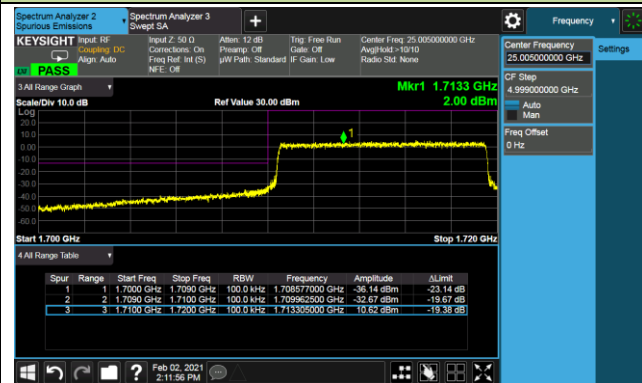 Spectrum Analyzer 2
Spurious Emissions
Spectrum Analyzer 3
Swept SA
Frequency
KEYSIGHT
Input: RF
Coupling: DC
Align: Auto
Input Z: 50 Ω
Corrections: On
Freq Ref: Int (S)
NFE: Off
Atten: 12 dB
Preamp: Off
µW Path: Standard
Trig: Free Run
Gate: Off
IF Gain: Low
Center Freq: 25.005000000 GHz
Avg|Hold:>10/10
Radio Std: None
PASS
Center Frequency
25.005000000 GHz
Settings
CF Step
4.999000000 GHz
Auto
Man
Freq Offset
0 Hz
3 All Range Graph
Mkr1 1.7133 GHz
Scale/Div 10.0 dB
Ref Value 30.00 dBm
2.00 dBm
Log
20.0
10.0
0.00
-10.0
-20.0
-30.0
-40.0
-50.0
-60.0
1
Start 1.700 GHz
Stop 1.720 GHz
4 All Range Table
Spur Range Start Freq Stop Freq RBW Frequency Amplitude ΔLimit
1 1 1.7000 GHz 1.7090 GHz 100.0 kHz 1.708577000 GHz -36.14 dBm -23.14 dB
2 2 1.7090 GHz 1.7100 GHz 100.0 kHz 1.709962500 GHz -32.67 dBm -19.67 dB
3 3 1.7100 GHz 1.7200 GHz 100.0 kHz 1.713305000 GHz 10.62 dBm -19.38 dB
Feb 02, 2021
2:11:56 PM